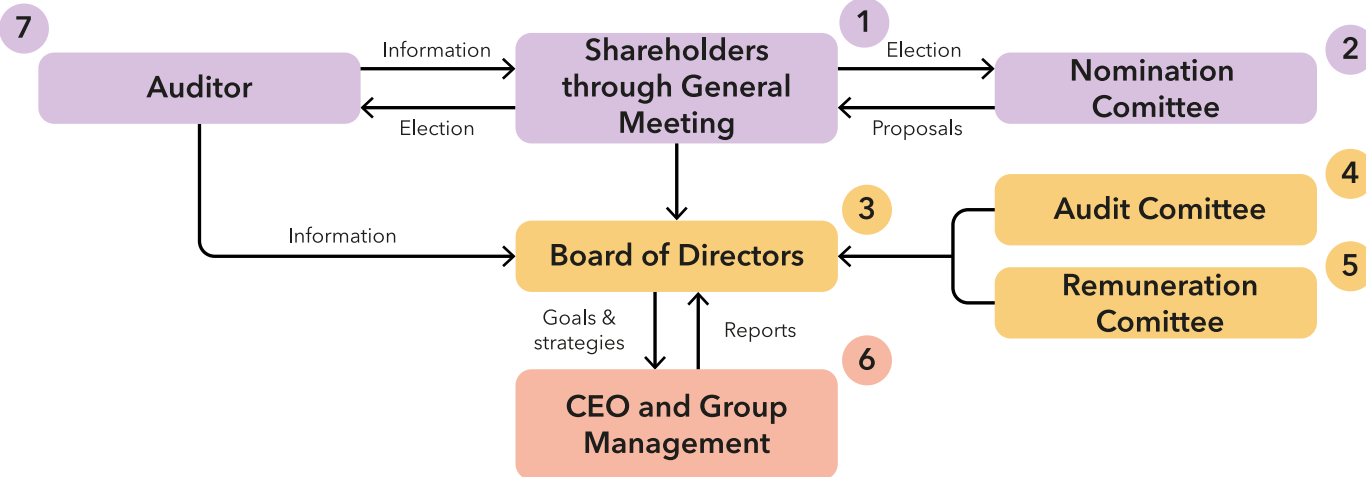 7
1
2
Information
Election
Auditor
Shareholders
through General
Meeting
Nomination
Comittee
Election
Proposals
4
3
Audit Comittee
Information
Board of Directors
5
Remuneration
Comittee
Goals &
strategies
Reports
6
CEO and Group
Management